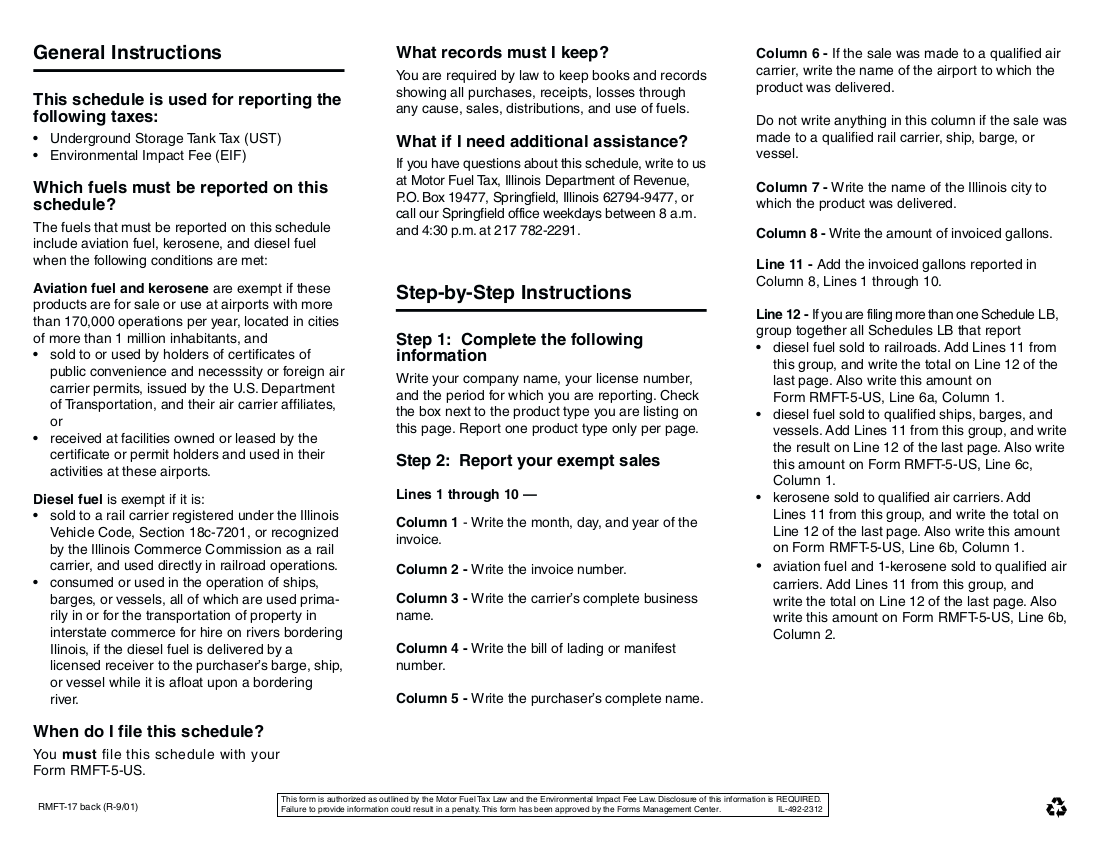 General Instructions
This schedule is used for reporting the
following taxes:
• Underground Storage Tank Tax (UST)
• Environmental Impact Fee (EIF)
Which fuels must be reported on this
schedule?
The fuels that must be reported on this schedule
include aviation fuel, kerosene, and diesel fuel
when the following conditions are met:
Aviation fuel and kerosene are exempt if these
products are for sale or use at airports with more
than 170,000 operations per year, located in cities
of more than 1 million inhabitants, and
• sold to or used by holders of certificates of
public convenience and necesssity or foreign air
carrier permits, issued by the U.S. Department
of Transportation, and their air carrier affiliates,
or
• received at facilities owned or leased by the
certificate or permit holders and used in their
activities at these airports.
Diesel fuel is exempt if it is:
• sold to a rail carrier registered under the Illinois
Vehicle Code, Section 18c-7201, or recognized
by the Illinois Commerce Commission as a rail
carrier, and used directly in railroad operations.
• consumed or used in the operation of ships,
barges, or vessels, all of which are used prima-
rily in or for the transportation of property in
interstate commerce for hire on rivers bordering
Ilinois, if the diesel fuel is delivered by a
licensed receiver to the purchaser's barge, ship,
or vessel while it is afloat upon a bordering
river.
When do I file this schedule?
You must file this schedule with your
Form RMFT-5-US.
What records must I keep?
You are required by law to keep books and records
showing all purchases, receipts, losses through
any cause, sales, distributions, and use of fuels.
What if I need additional assistance?
If you have questions about this schedule, write to us
at Motor Fuel Tax, Illinois Department of Revenue,
P.O. Box 19477, Springfield, Illinois 62794-9477, or
call our Springfield office weekdays between 8 a.m.
and 4:30 p.m. at 217 782-2291.
Step-by-Step Instructions
Step 1: Complete the following
information
Write your company name, your license number,
and the period for which you are reporting. Check
the box next to the product type you are listing on
this page. Report one product type only per page.
Step 2: Report your exempt sales
Lines 1 through 10 —
Column 1 - Write the month, day, and year of the
invoice.
Column 2 - Write the invoice number.
Column 3 - Write the carrier's complete business
name.
Column 4 - Write the bill of lading or manifest
number.
Column 5 - Write the purchaser's complete name.
Column 6 - If the sale was made to a qualified air
carrier, write the name of the airport to which the
product was delivered.
Do not write anything in this column if the sale was
made to a qualified rail carrier, ship, barge, or
vessel.
Column 7 - Write the name of the Illinois city to
which the product was delivered.
Column 8 - Write the amount of invoiced gallons.
Line 11 - Add the invoiced gallons reported in
Column 8, Lines 1 through 10.
Line 12 - If you are filing more than one Schedule LB,
group together all Schedules LB that report
• diesel fuel sold to railroads. Add Lines 11 from
this group, and write the total on Line 12 of the
last page. Also write this amount on
Form RMFT-5-US, Line 6a, Column 1.
• diesel fuel sold to qualified ships, barges, and
vessels. Add Lines 11 from this group, and write
the result on Line 12 of the last page. Also write
this amount on Form RMFT-5-US, Line 6c,
Column 1.
• kerosene sold to qualified air carriers. Add
Lines 11 from this group, and write the total on
Line 12 of the last page. Also write this amount
on Form RMFT-5-US, Line 6b, Column 1.
• aviation fuel and 1-kerosene sold to qualified air
carriers. Add Lines 11 from this group, and
write the total on Line 12 of the last page. Also
write this amount on Form RMFT-5-US, Line 6b,
Column 2.
RMFT-17 back (R-9/01)
This form is authorized as outlined by the Motor Fuel Tax Law and the Environmental Impact Fee Law. Disclosure of this information is REQUIRED.
Failure to provide information could result in a penalty. This form has been approved by the Forms Management Center. IL-492-2312